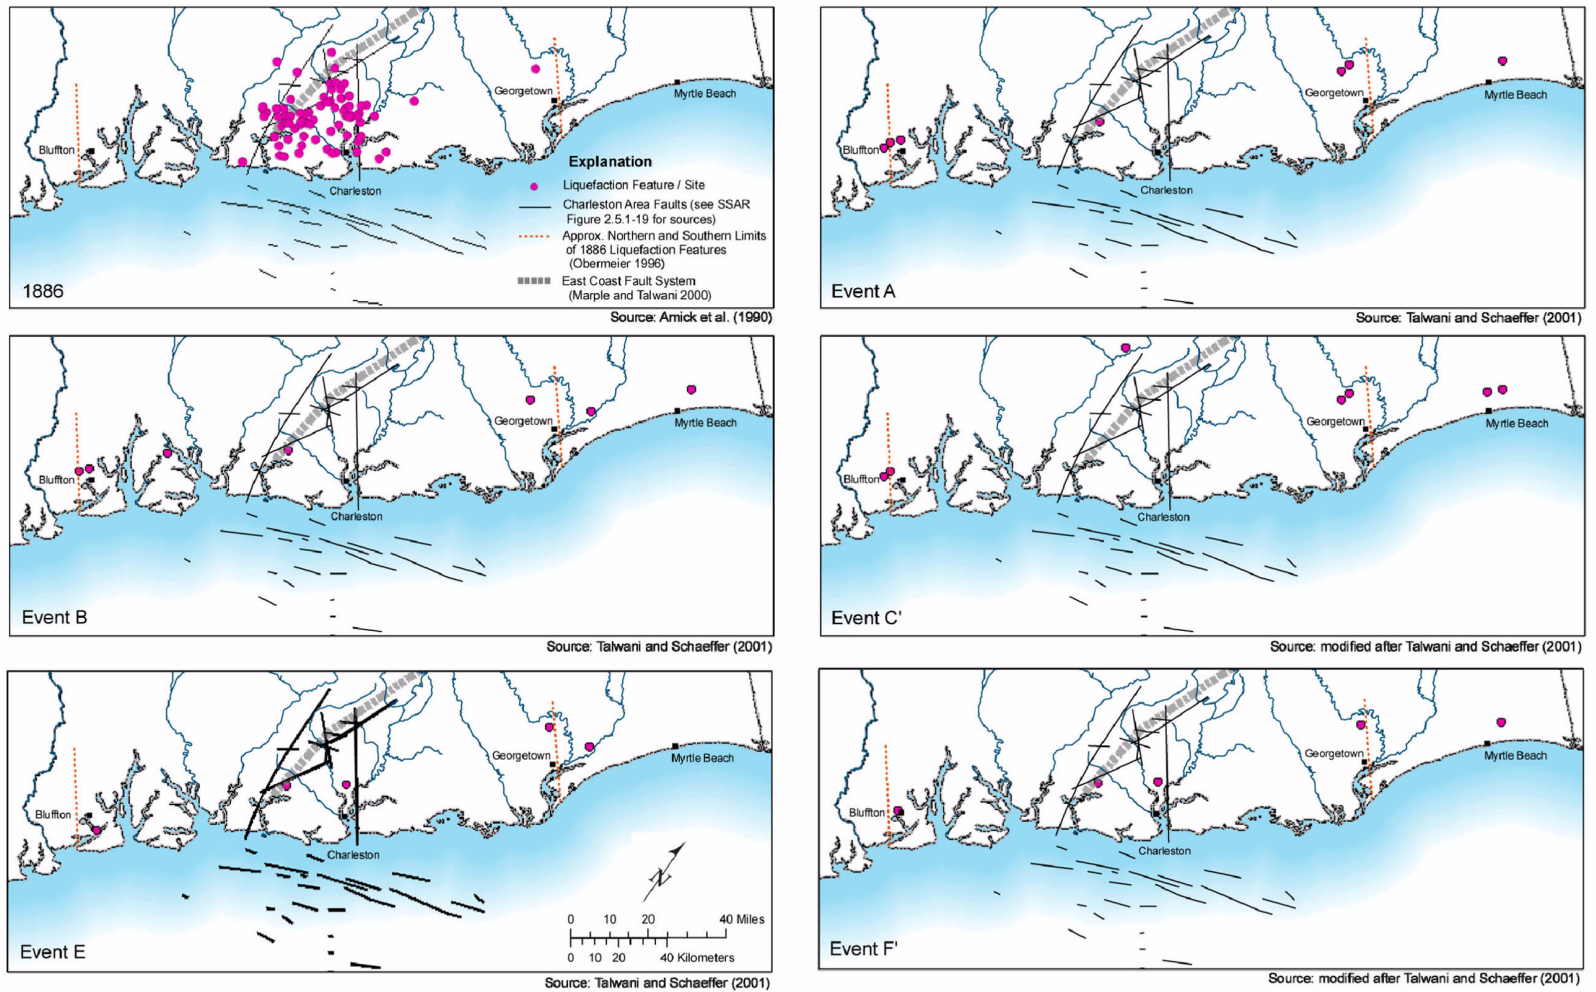 Georgetown
Myrtle Beach
Bluffton
Charleston
Explanation
Liquefaction Feature / Site
Charleston Area Faults (see SSAR
Figure 2.5.1-19 for sources)
Approx. Northern and Southern Limits
of 1886 Liquefaction Features
(Obermeier 1996)
East Coast Fault System
(Marple and Talwani 2000)
1886
Source: Amick et al. (1990)
Georgetown
Myrtle Beach
Bluffton
Charleston
Event A
Source: Talwani and Schaeffer (2001)
Georgetown
Myrtle Beach
Bluffton
Charleston
Event B
Source: Talwani and Schaeffer (2001)
Georgetown
Myrtle Beach
Bluffton
Charleston
Event C'
Source: modified after Talwani and Schaeffer (2001)
Georgetown
Myrtle Beach
Bluffton
Charleston
N
0 10 20 40 Miles
0 10 20 40 Kilometers
Event E
Source: Talwani and Schaeffer (2001)
Georgetown
Myrtle Beach
Bluffton
Charleston
Event F'
Source: modified after Talwani and Schaeffer (2001)